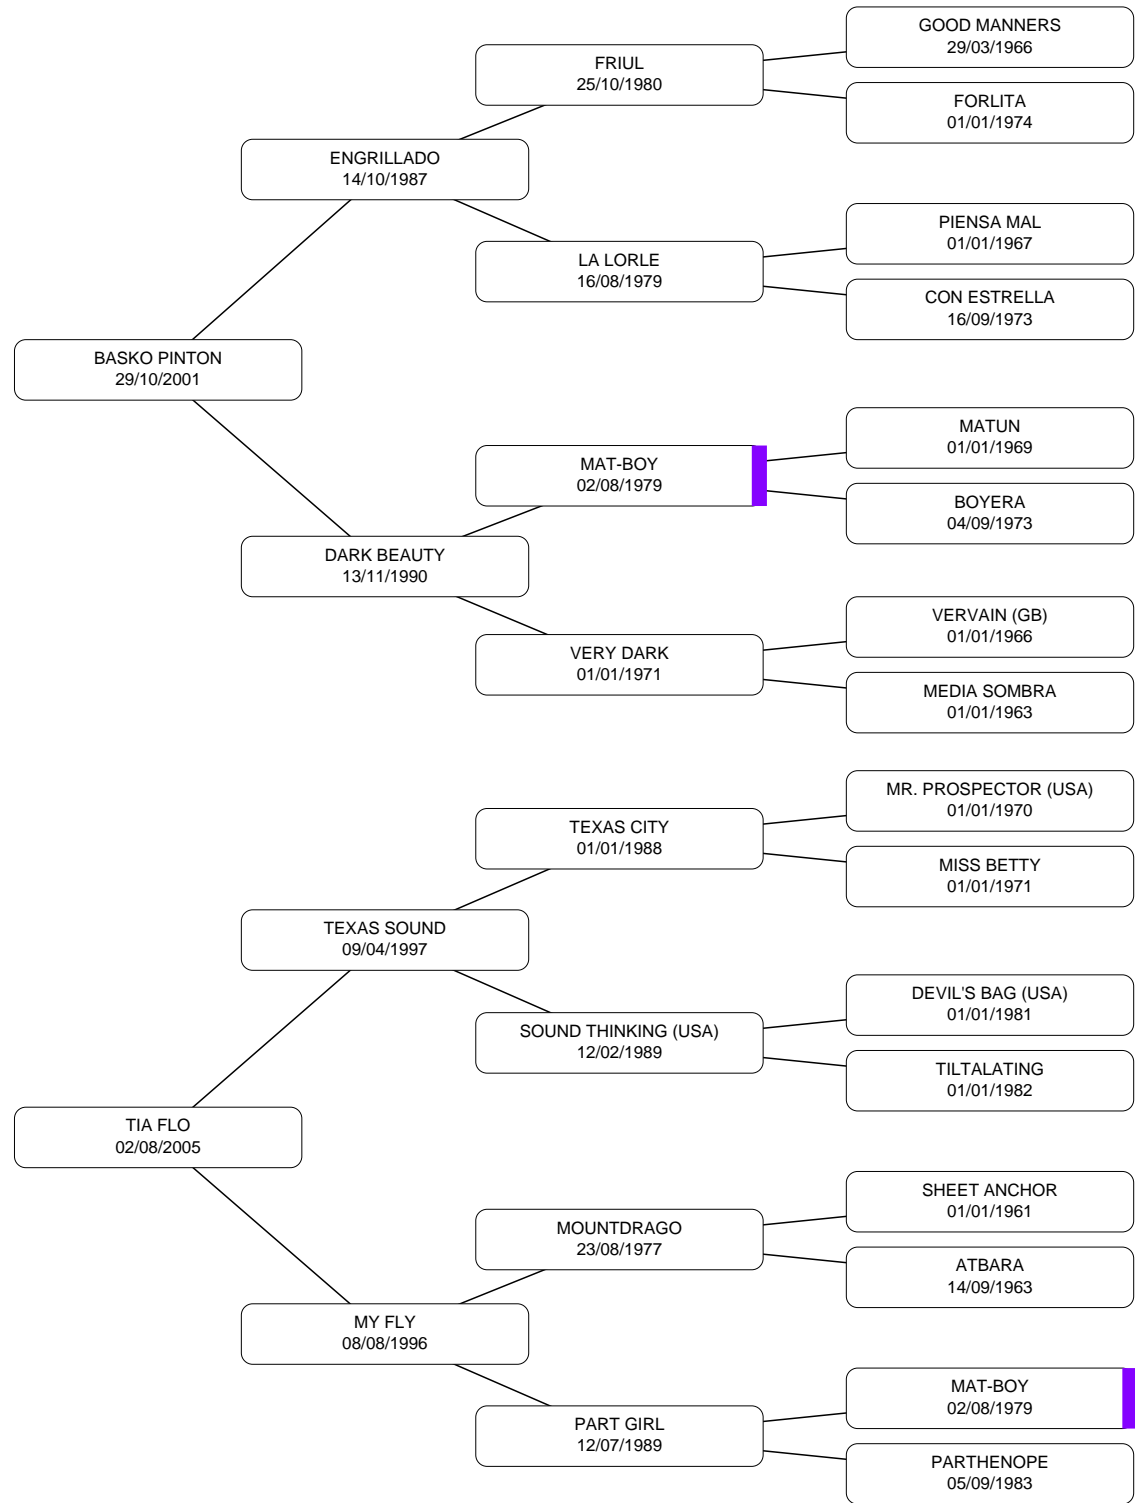 GOOD MANNERS
29/03/1966
FRIUL
25/10/1980
FORLITA
01/01/1974
ENGRILLADO
14/10/1987
PIENSA MAL
01/01/1967
LA LORLE
16/08/1979
CON ESTRELLA
16/09/1973
BASKO PINTON
29/10/2001
MATUN
01/01/1969
MAT-BOY
02/08/1979
BOYERA
04/09/1973
DARK BEAUTY
13/11/1990
VERVAIN (GB)
01/01/1966
VERY DARK
01/01/1971
MEDIA SOMBRA
01/01/1963
MR. PROSPECTOR (USA)
01/01/1970
TEXAS CITY
01/01/1988
MISS BETTY
01/01/1971
TEXAS SOUND
09/04/1997
DEVIL'S BAG (USA)
01/01/1981
SOUND THINKING (USA)
12/02/1989
TILTALATING
01/01/1982
TIA FLO
02/08/2005
SHEET ANCHOR
01/01/1961
MOUNTDRAGO
23/08/1977
ATBARA
14/09/1963
MY FLY
08/08/1996
MAT-BOY
02/08/1979
PART GIRL
12/07/1989
PARTHENOPE
05/09/1983